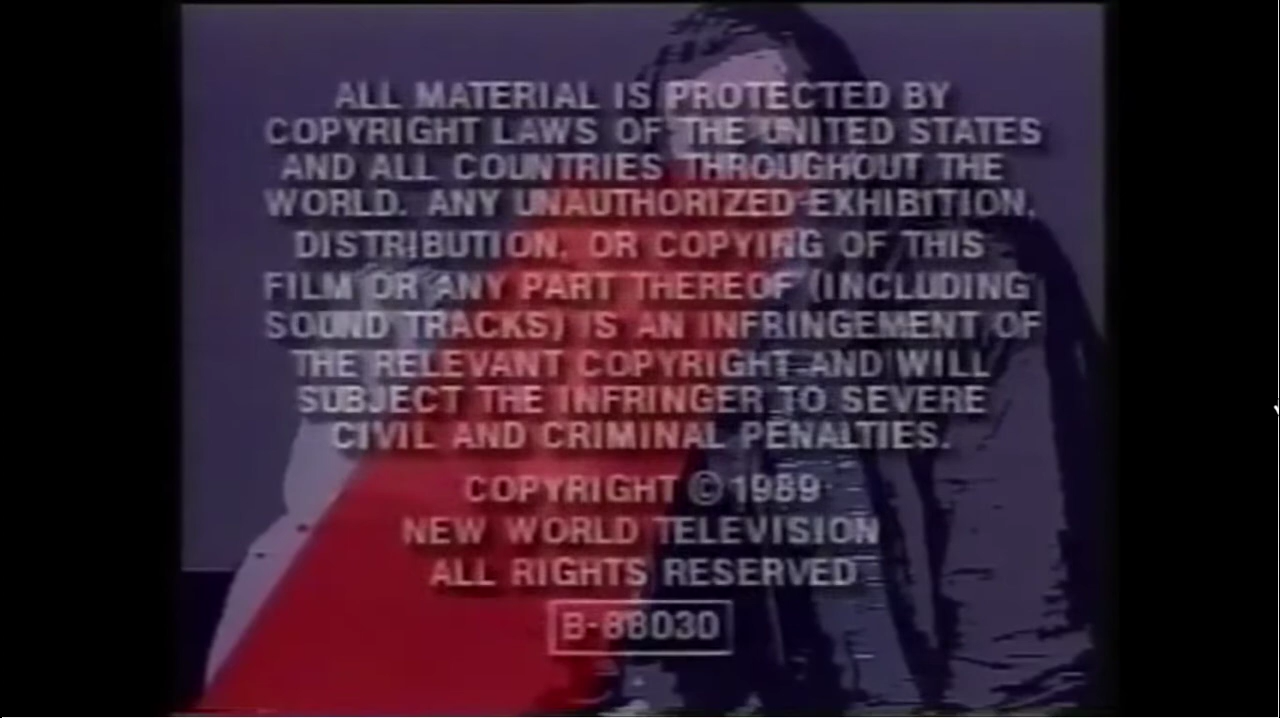 ALL MATERIAL IS PROTECTED BY
COPYRIGHT LAWS OF THE UNITED STATES
AND ALL COUNTRIES THROUGHOUT THE
WORLD. ANY UNAUTHORIZED EXHIBITION,
DISTRIBUTION, OR COPYING OF THIS
FILM OR ANY PART THEREOF (INCLUDING
SOUND TRACKS) IS AN INFRINGEMENT OF
THE RELEVANT COPYRIGHT AND WILL
SUBJECT THE INFRINGER TO SEVERE
CIVIL AND CRIMINAL PENALTIES.
COPYRIGHT © 1989
NEW WORLD TELEVISION
ALL RIGHTS RESERVED
B-88030